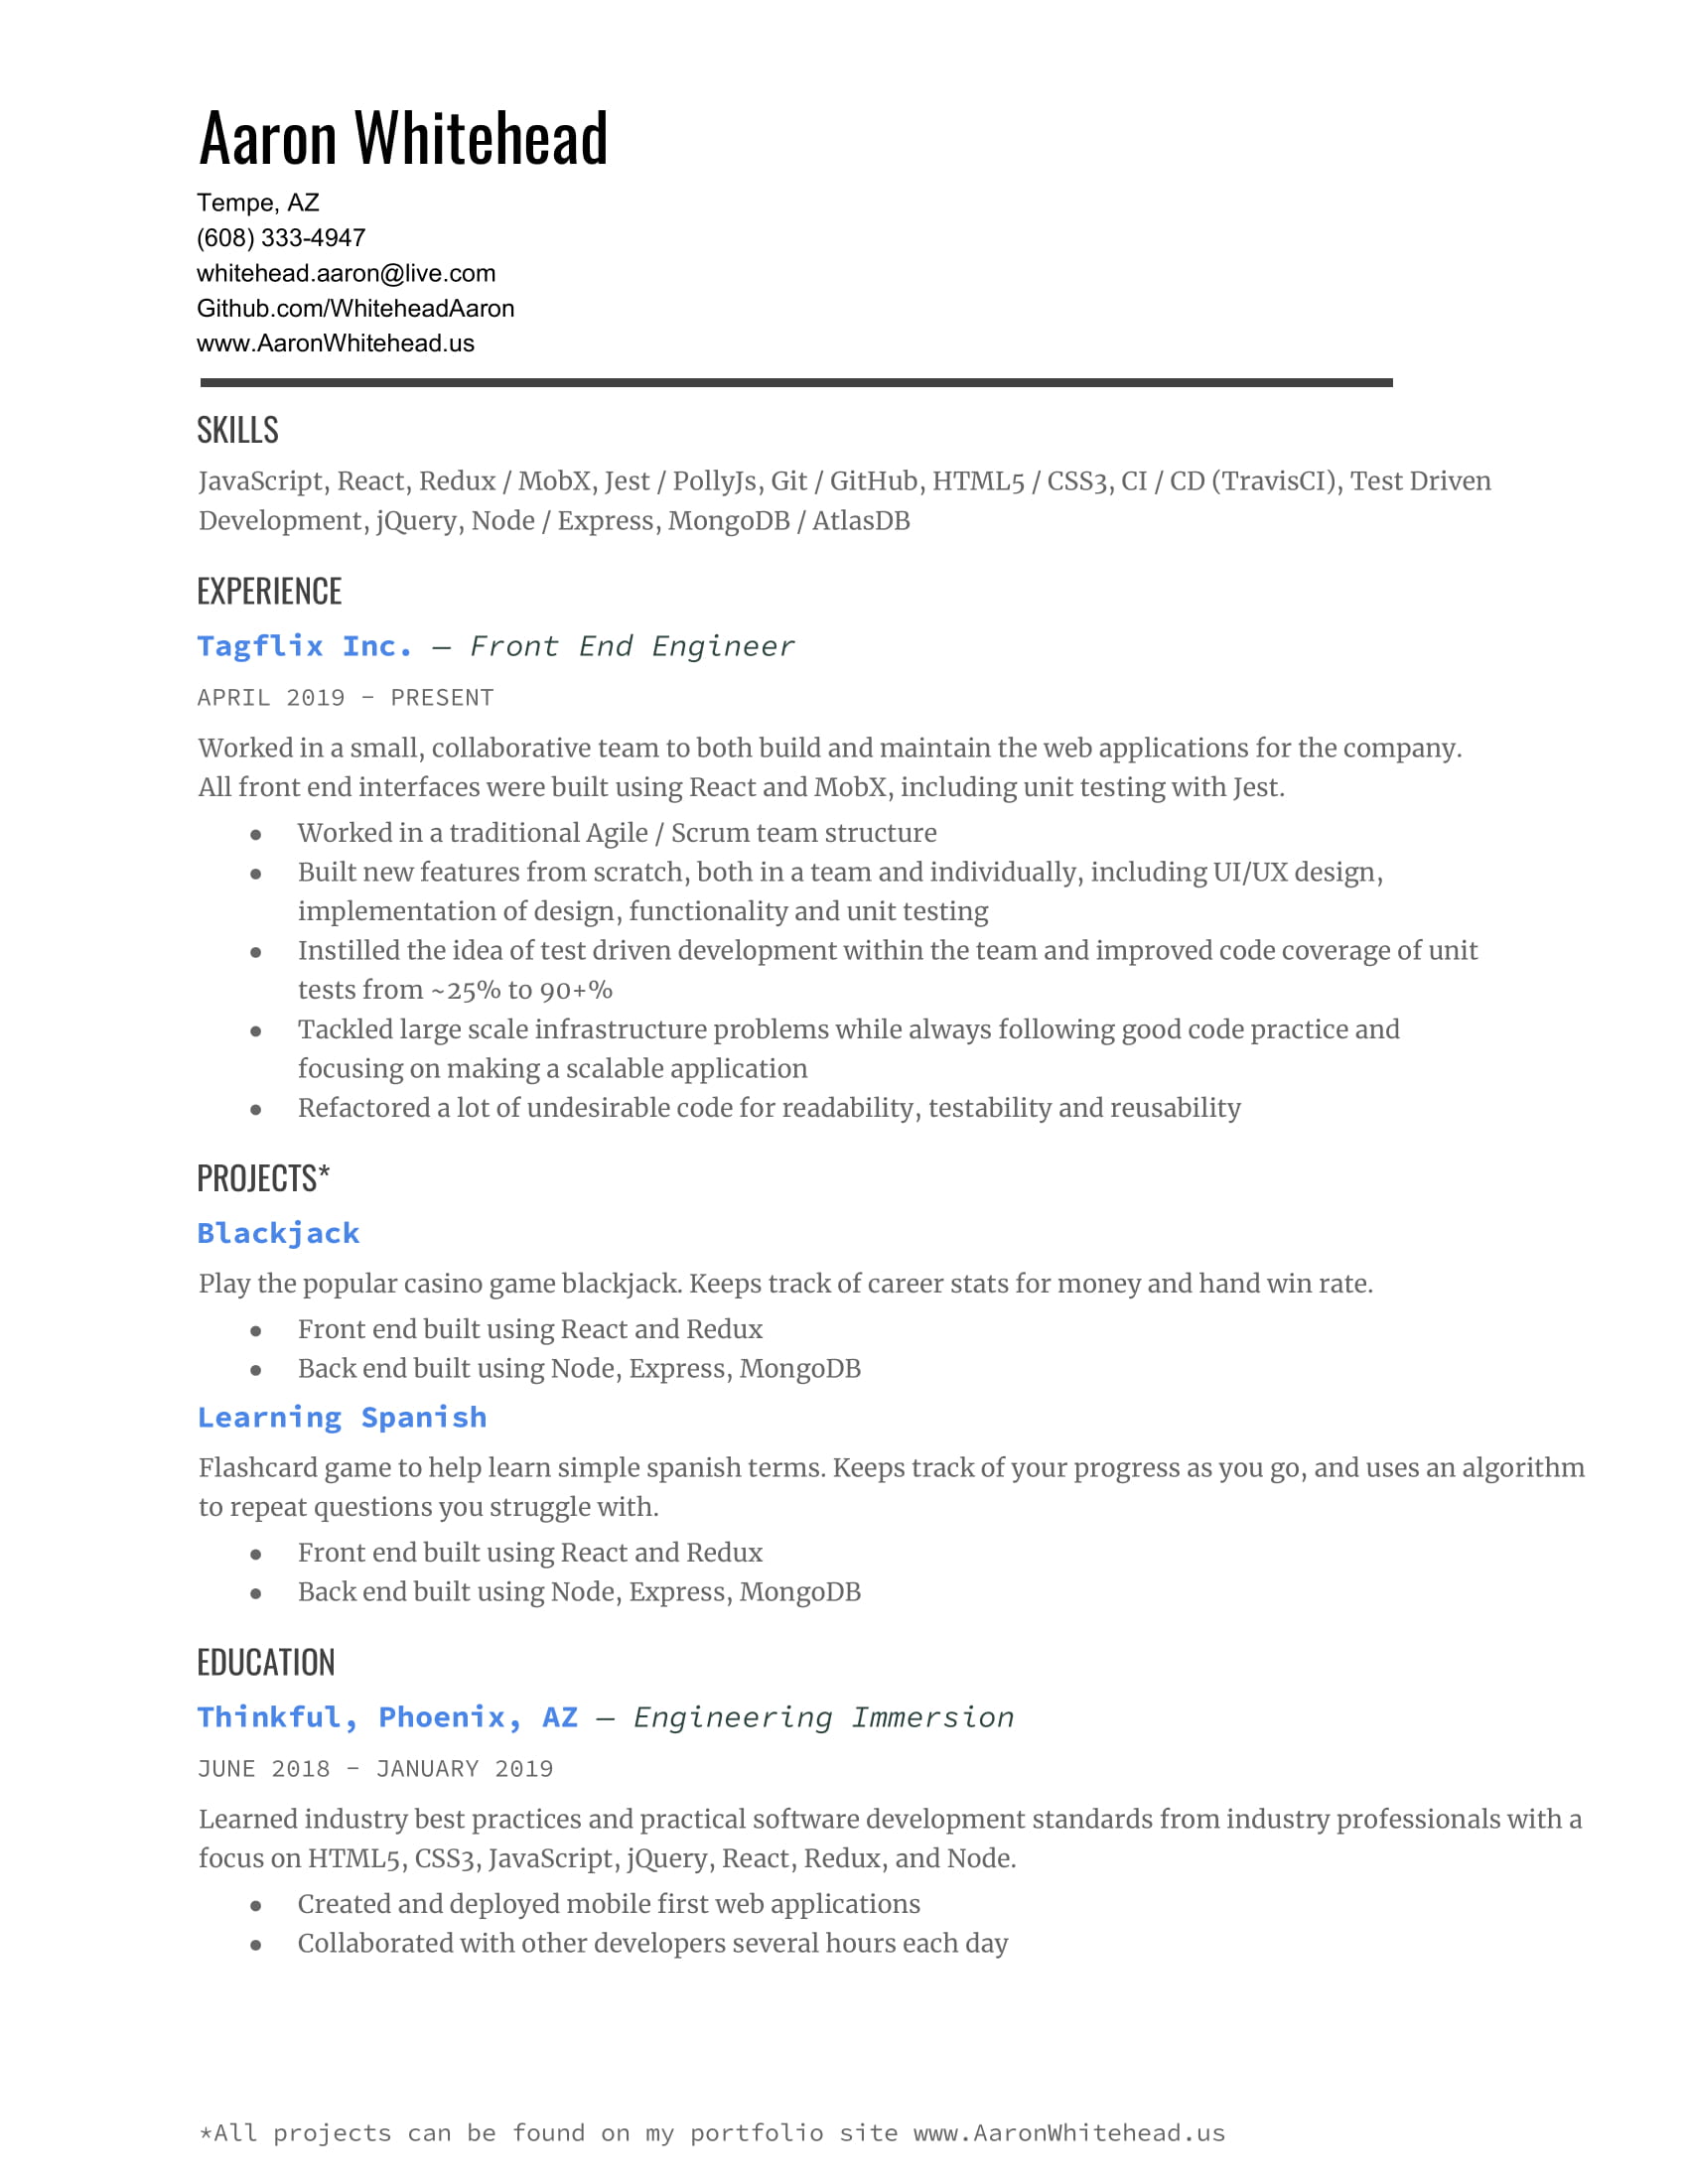 Aaron Whitehead
Tempe, AZ
(608) 333-4947
whitehead.aaron@live.com
Github.com/WhiteheadAaron
www.AaronWhitehead.us
SKILLS
JavaScript, React, Redux / MobX, Jest / PollyJs, Git / GitHub, HTML5 / CSS3, CI / CD (TravisCI), Test Driven
Development, jQuery, Node / Express, MongoDB / AtlasDB
EXPERIENCE
Tagflix Inc. — Front End Engineer
APRIL 2019 - PRESENT
Worked in a small, collaborative team to both build and maintain the web applications for the company.
All front end interfaces were built using React and MobX, including unit testing with Jest.
● Worked in a traditional Agile / Scrum team structure
● Built new features from scratch, both in a team and individually, including UI/UX design,
implementation of design, functionality and unit testing
● Instilled the idea of test driven development within the team and improved code coverage of unit
tests from ~25% to 90+%
● Tackled large scale infrastructure problems while always following good code practice and
focusing on making a scalable application
● Refactored a lot of undesirable code for readability, testability and reusability
PROJECTS*
Blackjack
Play the popular casino game blackjack. Keeps track of career stats for money and hand win rate.
● Front end built using React and Redux
● Back end built using Node, Express, MongoDB
Learning Spanish
Flashcard game to help learn simple spanish terms. Keeps track of your progress as you go, and uses an algorithm
to repeat questions you struggle with.
● Front end built using React and Redux
● Back end built using Node, Express, MongoDB
EDUCATION
Thinkful, Phoenix, AZ — Engineering Immersion
JUNE 2018 - JANUARY 2019
Learned industry best practices and practical software development standards from industry professionals with a
focus on HTML5, CSS3, JavaScript, jQuery, React, Redux, and Node.
● Created and deployed mobile first web applications
● Collaborated with other developers several hours each day
*All projects can be found on my portfolio site www.AaronWhitehead.us